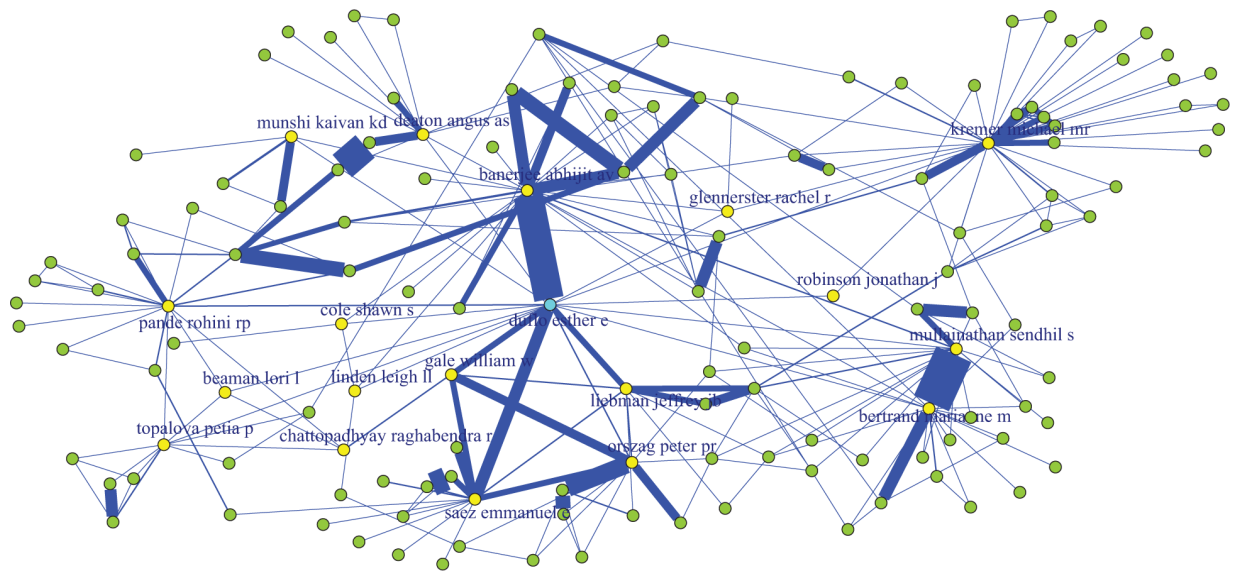 munshi kaivan kd
deaton angus as
kremer michael mr
banerjee abhijit av
glennerster rachel r
robinson jonathan j
pande rohini rp
cole shawn s
duflo esther e
mullainathan sendhil s
gale william w
beaman lori l
linden leigh ll
liebman jeffrey jb
bertrand marianne m
topalova petia p
chattopadhyay raghabendra r
orszag peter pr
saez emmanuel e